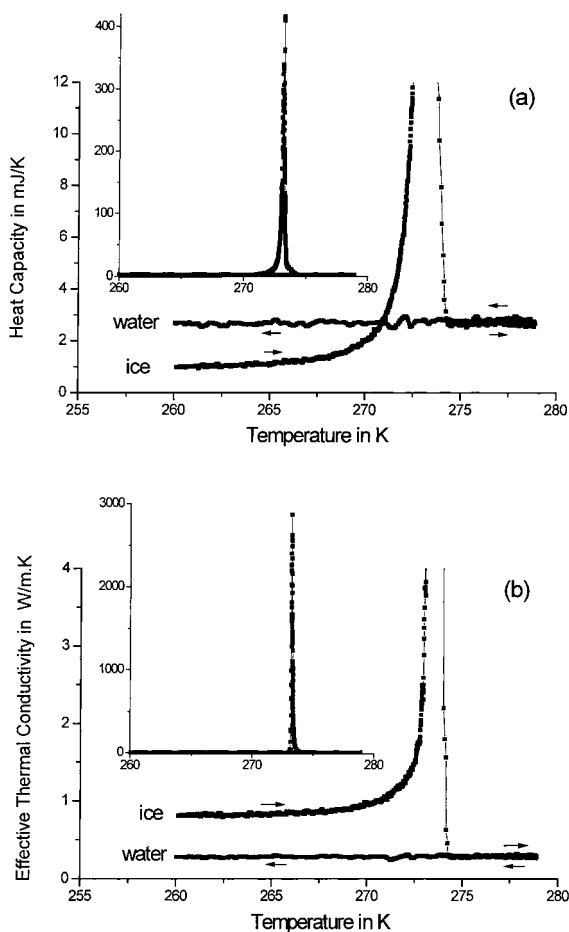 400
300
200
100
0
260 270 280
(a)
12
10
8
6
4
2
0
Heat Capacity in mJ/K
water
ice
255 260 265 270 275 280
Temperature in K
3000
2000
1000
0
260 270 280
(b)
4
3
2
1
0
Effective Thermal Conductivity in W/m.K
ice
water
255 260 265 270 275 280
Temperature in K